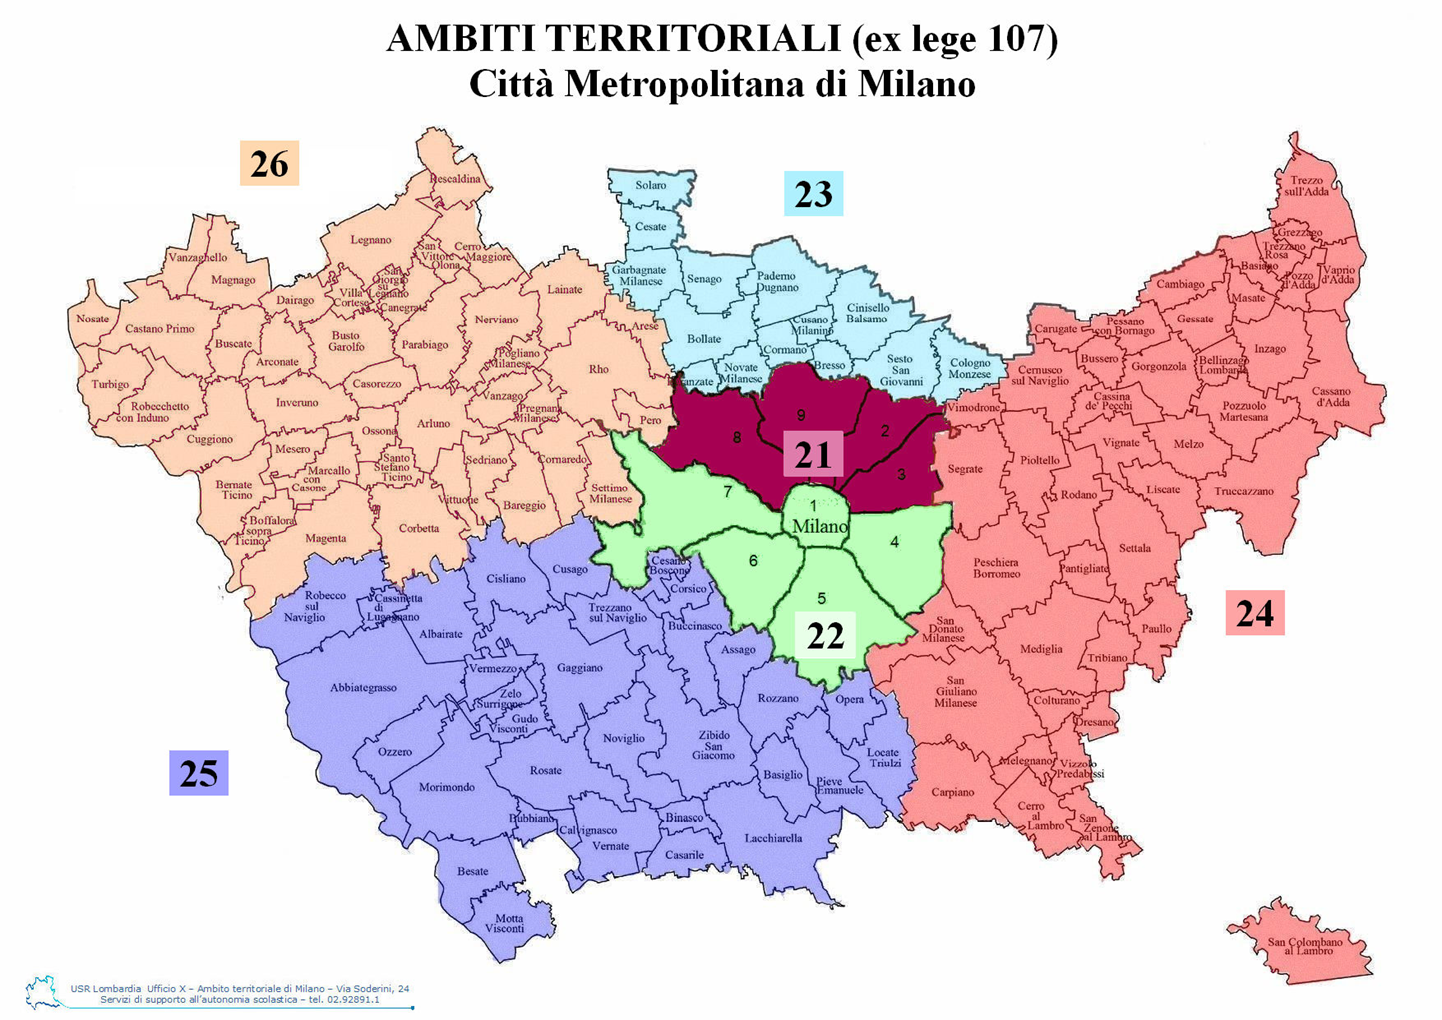 AMBITI TERRITORIALI (ex lege 107)
Città Metropolitana di Milano
26
23
21
22
24
25
Rescaldina
Legnano
San
Vittore
Olona
Cerro
Maggiore
Vanzaghello
Magnago
Dairago
Villa
Cortese
San
Giorgio
su
Legnano
Canegrate
Nosate
Castano Primo
Buscate
Arconate
Busto
Garolfo
Parabiago
Nerviano
Lainate
Arese
Pogliano
Milanese
Rho
Turbigo
Robecchetto
con Induno
Casorezzo
Inveruno
Vanzago
Pregnana
Milanese
Pero
Cuggiono
Mesero
Ossona
Arluno
Marcallo
con
Casone
Santo
Stefano
Ticino
Sedriano
Cornaredo
Bernate
Ticino
Vittuone
Bareggio
Settimo
Milanese
Boffalora
sopra
Ticino
Magenta
Corbetta
Solaro
Cesate
Garbagnate
Milanese
Senago
Paderno
Dugnano
Cinisello
Balsamo
Bollate
Cusano
Milanino
Cormano
Bresso
Novate
Milanese
Sesto
San
Giovanni
Cologno
Monzese
8
9
2
3
7
1
Milano
4
6
5
Trezzo
sull'Adda
Grezzago
Trezzano
Rosa
Basiano
Pozzo
d'Adda
Vaprio
d'Adda
Cambiago
Masate
Gessate
Pessano
con Bornago
Carugate
Bussero
Gorgonzola
Bellinzago
Lombardo
Inzago
Cernusco
sul Naviglio
Cassina
de' Pecchi
Pozzuolo
Martesana
Cassano
d'Adda
Vimodrone
Vignate
Melzo
Segrate
Pioltello
Rodano
Liscate
Truccazzano
Settala
Peschiera
Borromeo
Pantigliate
Paullo
San
Donato
Milanese
Mediglia
Tribiano
San
Giuliano
Milanese
Colturano
Dresano
Melegnano
Vizzolo
Predabissi
Carpiano
Cerro
al
Lambro
San
Zenone
al Lambro
San Colombano
al Lambro
Cesano
Boscone
Corsico
Cusago
Cisliano
Robecco
sul
Naviglio
Cassinetta
di
Lugagnano
Albairate
Trezzano
sul Naviglio
Buccinasco
Assago
Abbiategrasso
Vermezzo
Gaggiano
Zelo
Surrigone
Gudo
Visconti
Rozzano
Opera
Ozzero
Noviglio
Zibido
San
Giacomo
Locate
Triulzi
Morimondo
Rosate
Basiglio
Pieve
Emanuele
Bubbiano
Calvignasco
Vernate
Binasco
Casarile
Lacchiarella
Besate
Motta
Visconti
USR Lombardia Ufficio X – Ambito territoriale di Milano – Via Soderini, 24
Servizi di supporto all'autonomia scolastica – tel. 02.92891.1